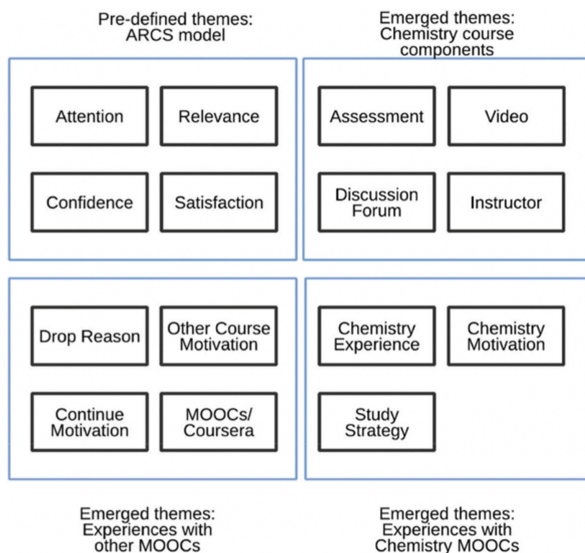 Pre-defined themes:
ARCS model
Emerged themes:
Chemistry course
components
Attention
Relevance
Confidence
Satisfaction
Assessment
Video
Discussion
Forum
Instructor
Drop Reason
Other Course
Motivation
Continue
Motivation
MOOCs/
Coursera
Chemistry
Experience
Chemistry
Motivation
Study
Strategy
Emerged themes:
Experiences with
other MOOCs
Emerged themes:
Experiences with
Chemistry MOOCs